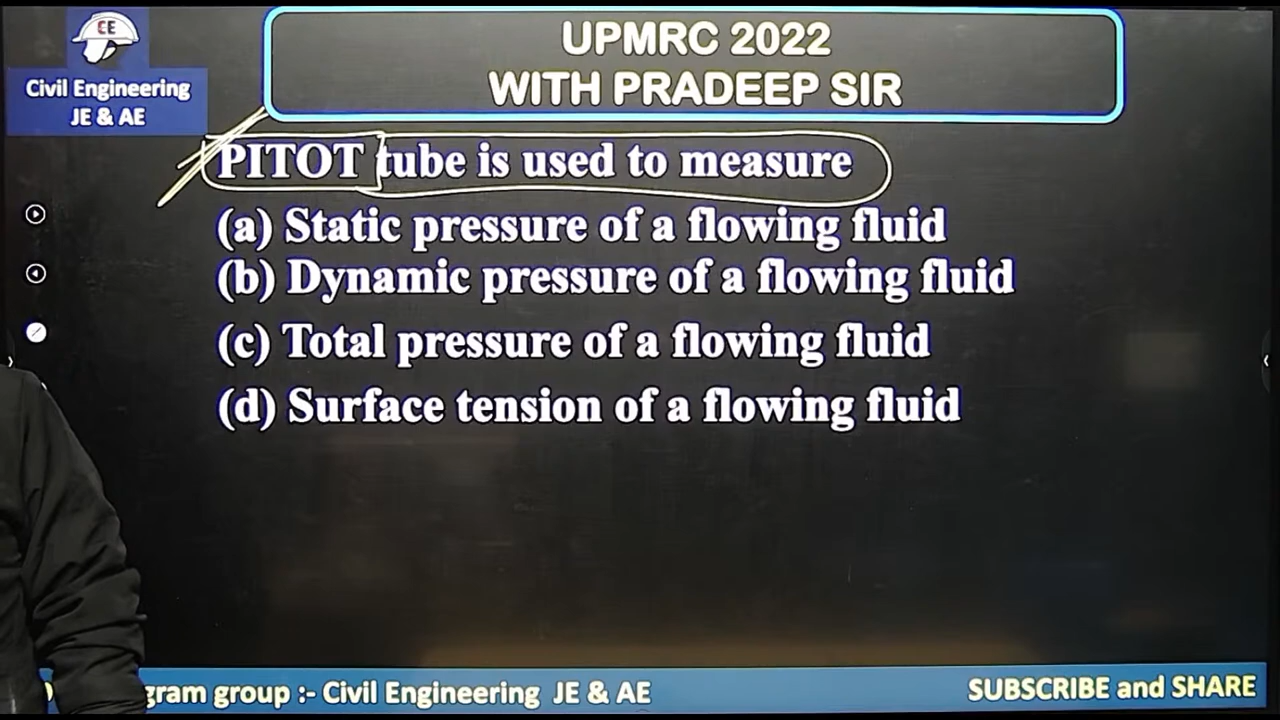 CE
Civil Engineering
JE & AE
UPMRC 2022
WITH PRADEEP SIR
PITOT tube is used to measure
(a) Static pressure of a flowing fluid
(b) Dynamic pressure of a flowing fluid
(c) Total pressure of a flowing fluid
(d) Surface tension of a flowing fluid
gram group :- Civil Engineering JE & AE
SUBSCRIBE and SHARE